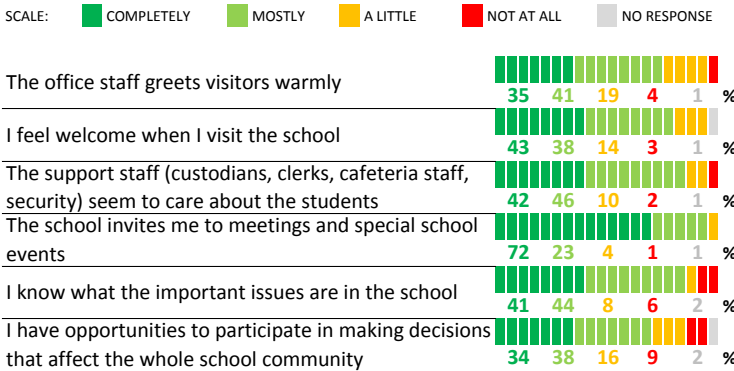 SCALE: COMPLETELY MOSTLY A LITTLE NOT AT ALL NO RESPONSE
The office staff greets visitors warmly
35 41 19 4 1 %
I feel welcome when I visit the school
43 38 14 3 1 %
The support staff (custodians, clerks, cafeteria staff,
security) seem to care about the students
42 46 10 2 1 %
The school invites me to meetings and special school
events
72 23 4 1 1 %
I know what the important issues are in the school
41 44 8 6 2 %
I have opportunities to participate in making decisions
that affect the whole school community
34 38 16 9 2 %